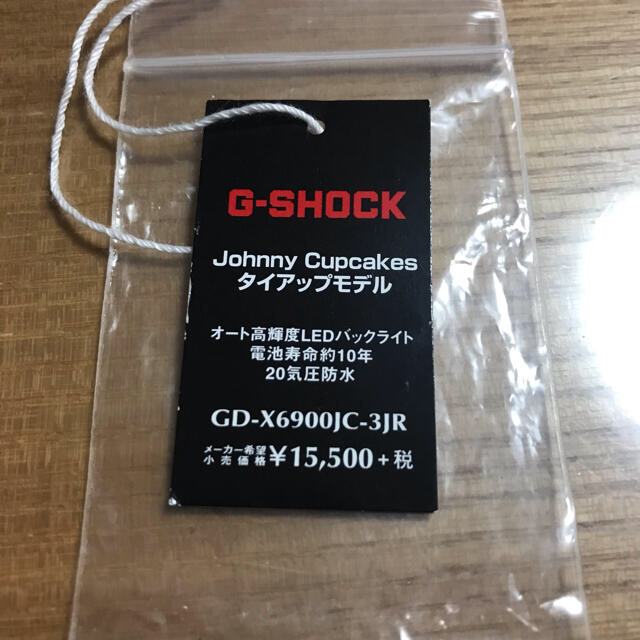 G-SHOCK
Johnny Cupcakes
タイアップモデル
オート高輝度LEDバックライト
電池寿命約10年
20気圧防水
GD-X6900JC-3JR
メーカー希望
小売価格 ¥15,500+税